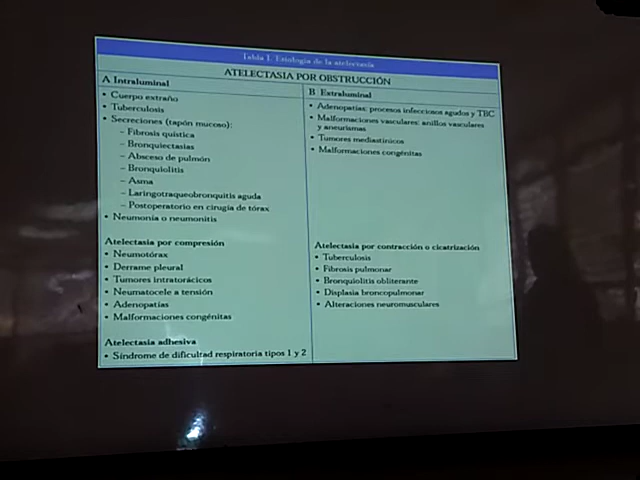 Tabla I. Etiología de la atelectasia
ATELECTASIA POR OBSTRUCCIÓN
A Intraluminal
• Cuerpo extraño
• Tuberculosis
• Secreciones (tapón mucoso):
– Fibrosis quística
– Bronquiectasias
– Absceso de pulmón
– Bronquiolitis
– Asma
– Laringotraqueobronquitis aguda
– Postoperatorio en cirugía de tórax
• Neumonía o neumonitis
B Extraluminal
• Adenopatías: procesos infecciosos agudos y TBC
• Malformaciones vasculares: anillos vasculares
y aneurismas
• Tumores mediastínicos
• Malformaciones congénitas
Atelectasia por compresión
• Neumotórax
• Derrame pleural
• Tumores intratorácicos
• Neumatocele a tensión
• Adenopatías
• Malformaciones congénitas
Atelectasia por contracción o cicatrización
• Tuberculosis
• Fibrosis pulmonar
• Bronquiolitis obliterante
• Displasia broncopulmonar
• Alteraciones neuromusculares
Atelectasia adhesiva
• Síndrome de dificultad respiratoria tipos 1 y 2